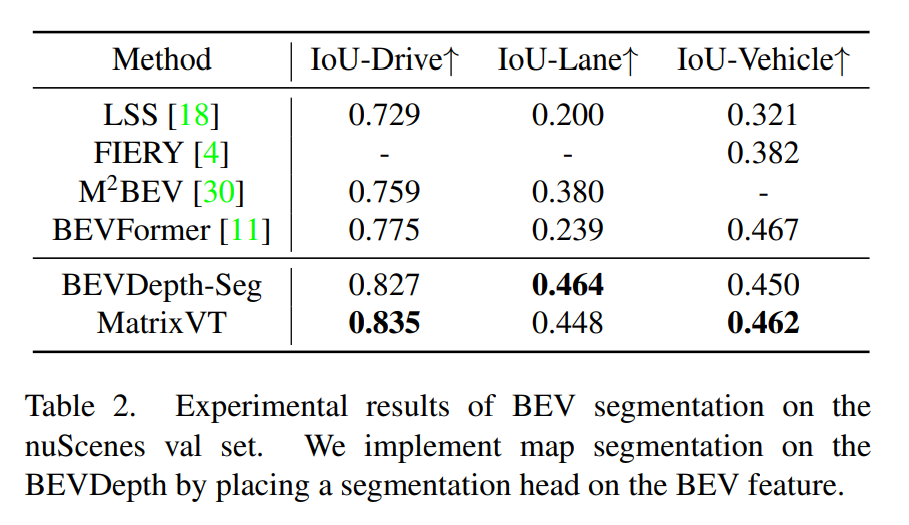 Method IoU-Drive↑ IoU-Lane↑ IoU-Vehicle↑
LSS [18] 0.729 0.200 0.321
FIERY [4] - - 0.382
M²BEV [30] 0.759 0.380 -
BEVFormer [11] 0.775 0.239 0.467
BEVDepth-Seg 0.827 0.464 0.450
MatrixVT 0.835 0.448 0.462
Table 2. Experimental results of BEV segmentation on the
nuScenes val set. We implement map segmentation on the
BEVDepth by placing a segmentation head on the BEV feature.